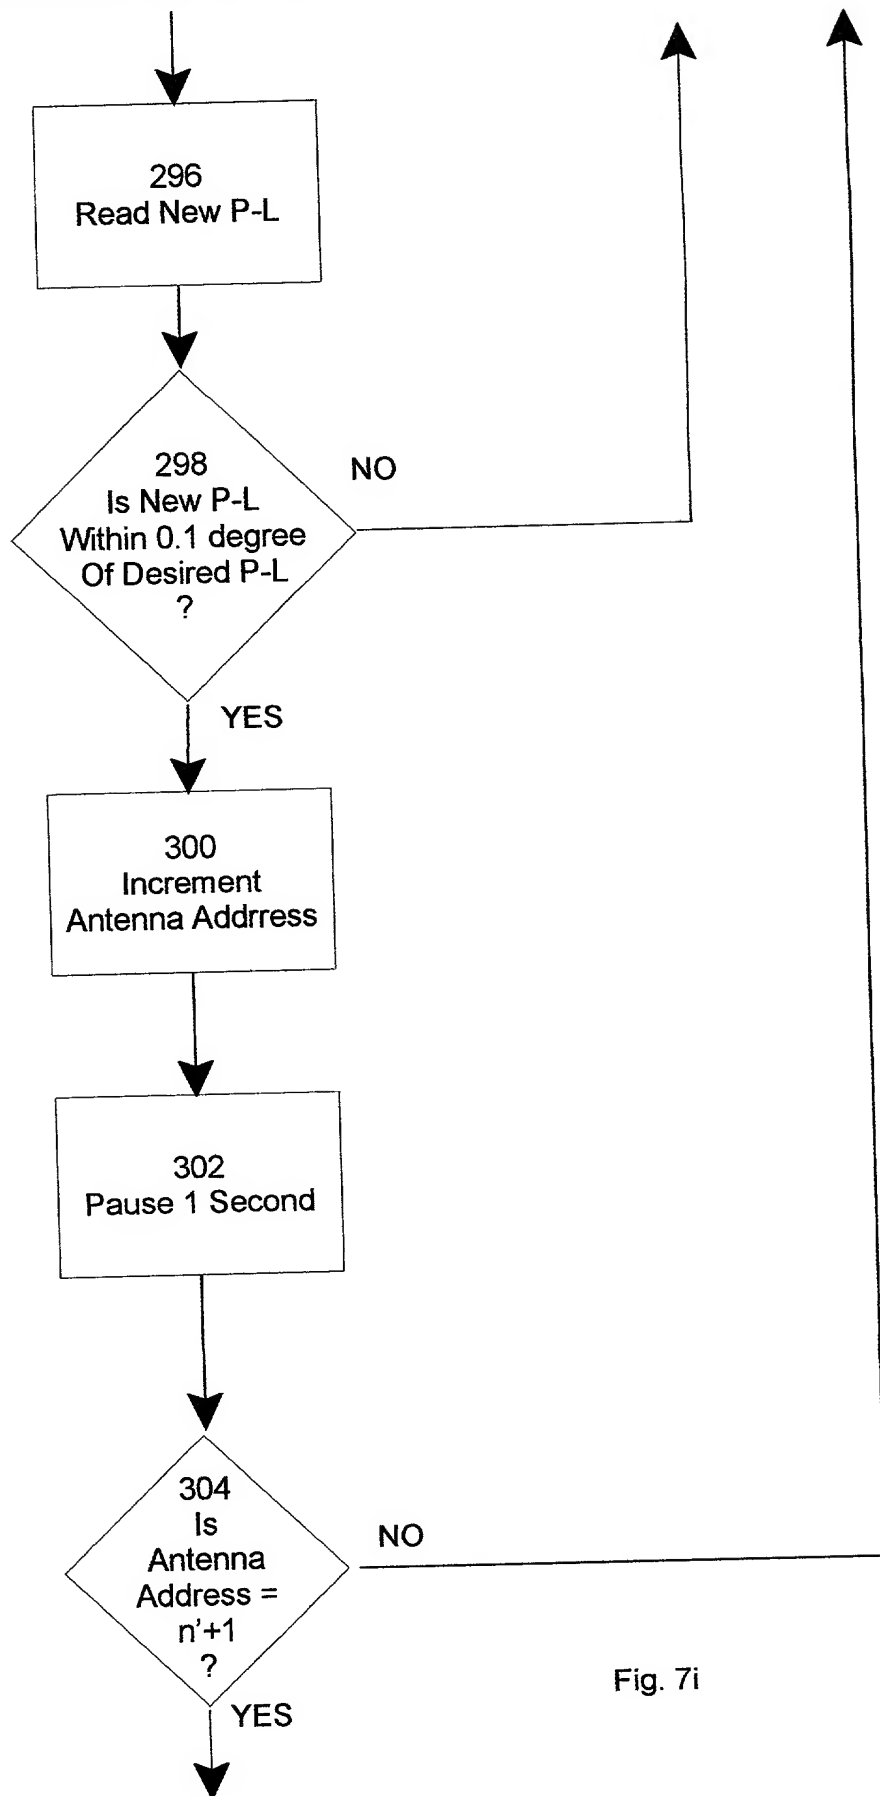 296
Read New P-L
298
Is New P-L
Within 0.1 degree
Of Desired P-L
?
NO
YES
300
Increment
Antenna Addrress
302
Pause 1 Second
304
Is
Antenna
Address =
n'+1
?
NO
YES
Fig. 7i